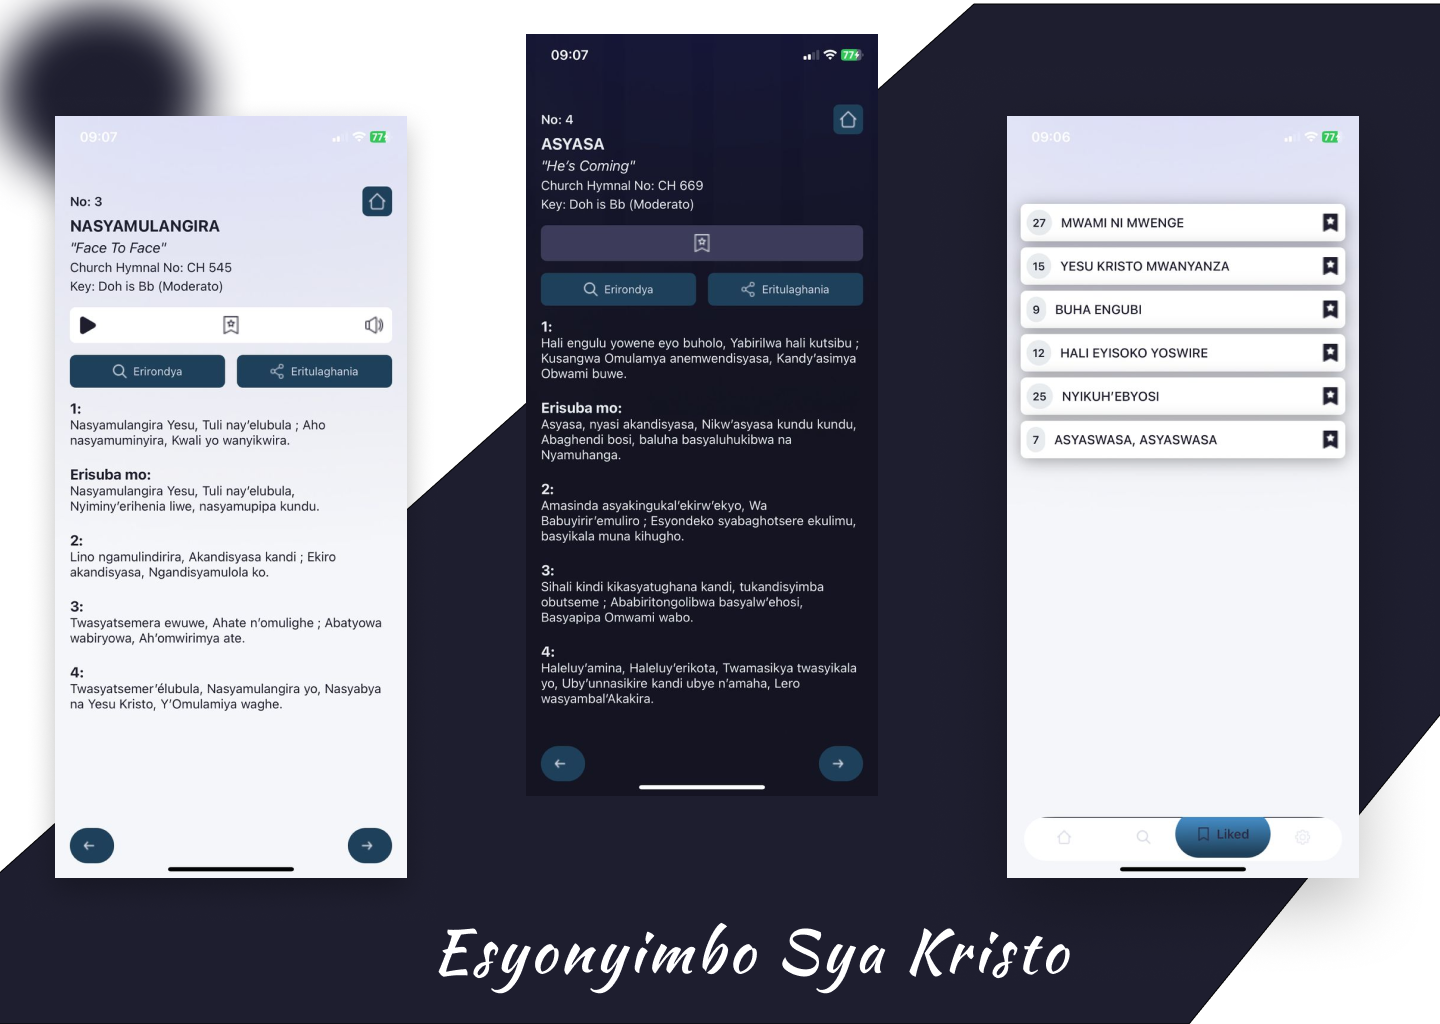 09:07
77
No: 3
NASYAMULANGIRA
"Face To Face"
Church Hymnal No: CH 545
Key: Doh is Bb (Moderato)
Erirondya
Eritulaghania
1:
Nasyamulangira Yesu, Tuli nay'elubula ; Aho
nasyamuminyira, Kwali yo wanyikwira.
Erisuba mo:
Nasyamulangira Yesu, Tuli nay'elubula,
Nyiminy'erihenia liwe, nasyamupipa kundu.
2:
Lino ngamulindirira, Akandisyasa kandi ; Ekiro
akandisyasa, Ngandisyamulola ko.
3:
Twasyatsemera ewuwe, Ahate n'omulighe ; Abatyowa
wabiryowa, Ah'omwirimya ate.
4:
Twasyatsemer'élubula, Nasyamulangira yo, Nasyabya
na Yesu Kristo, Y'Omulamiya waghe.
09:07
77
No: 4
ASYASA
"He's Coming"
Church Hymnal No: CH 669
Key: Doh is Bb (Moderato)
Erirondya
Eritulaghania
1:
Hali engulu yowene eyo buholo, Yabirilwa hali kutsibu ;
Kusangwa Omulamya anemwendisyasa, Kandy'asimya
Obwami buwe.
Erisuba mo:
Asyasa, nyasi akandisyasa, Nikw'asyasa kundu kundu,
Abaghendi bosi, baluha basyaluhukibwa na
Nyamuhanga.
2:
Amasinda asyakingukal'ekirw'ekyo, Wa
Babuyirir'emuliro ; Esyondeko syabaghotsere ekulimu,
basyikala muna kihugho.
3:
Sihali kindi kikasyatughana kandi, tukandisyimba
obutseme ; Ababiritongolibwa basyalw'ehosi,
Basyapipa Omwami wabo.
4:
Haleluy'amina, Haleluy'erikota, Twamasikya twasyikala
yo, Uby'unnasikire kandi ubye n'amaha, Lero
wasyambal'Akakira.
09:06
77
27 MWAMI NI MWENGE
15 YESU KRISTO MWANYANZA
9 BUHA ENGUBI
12 HALI EYISOKO YOSWIRE
25 NYIKUH'EBYOSI
7 ASYASWASA, ASYASWASA
Liked
Esyonyimbo Sya Kristo